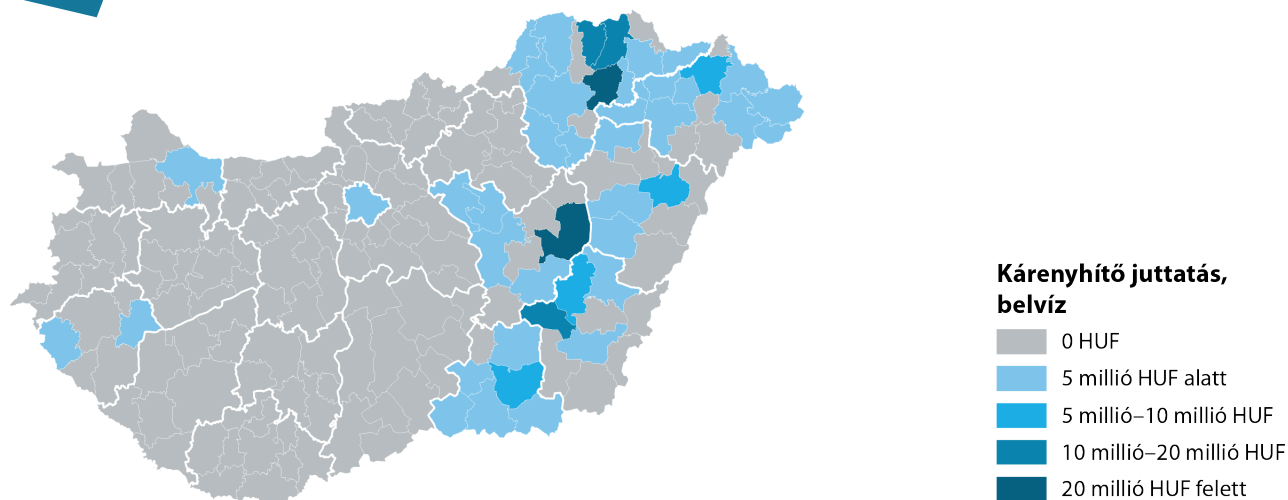 Kárenyhítő juttatás,
belvíz
0 HUF
5 millió HUF alatt
5 millió–10 millió HUF
10 millió–20 millió HUF
20 millió HUF felett